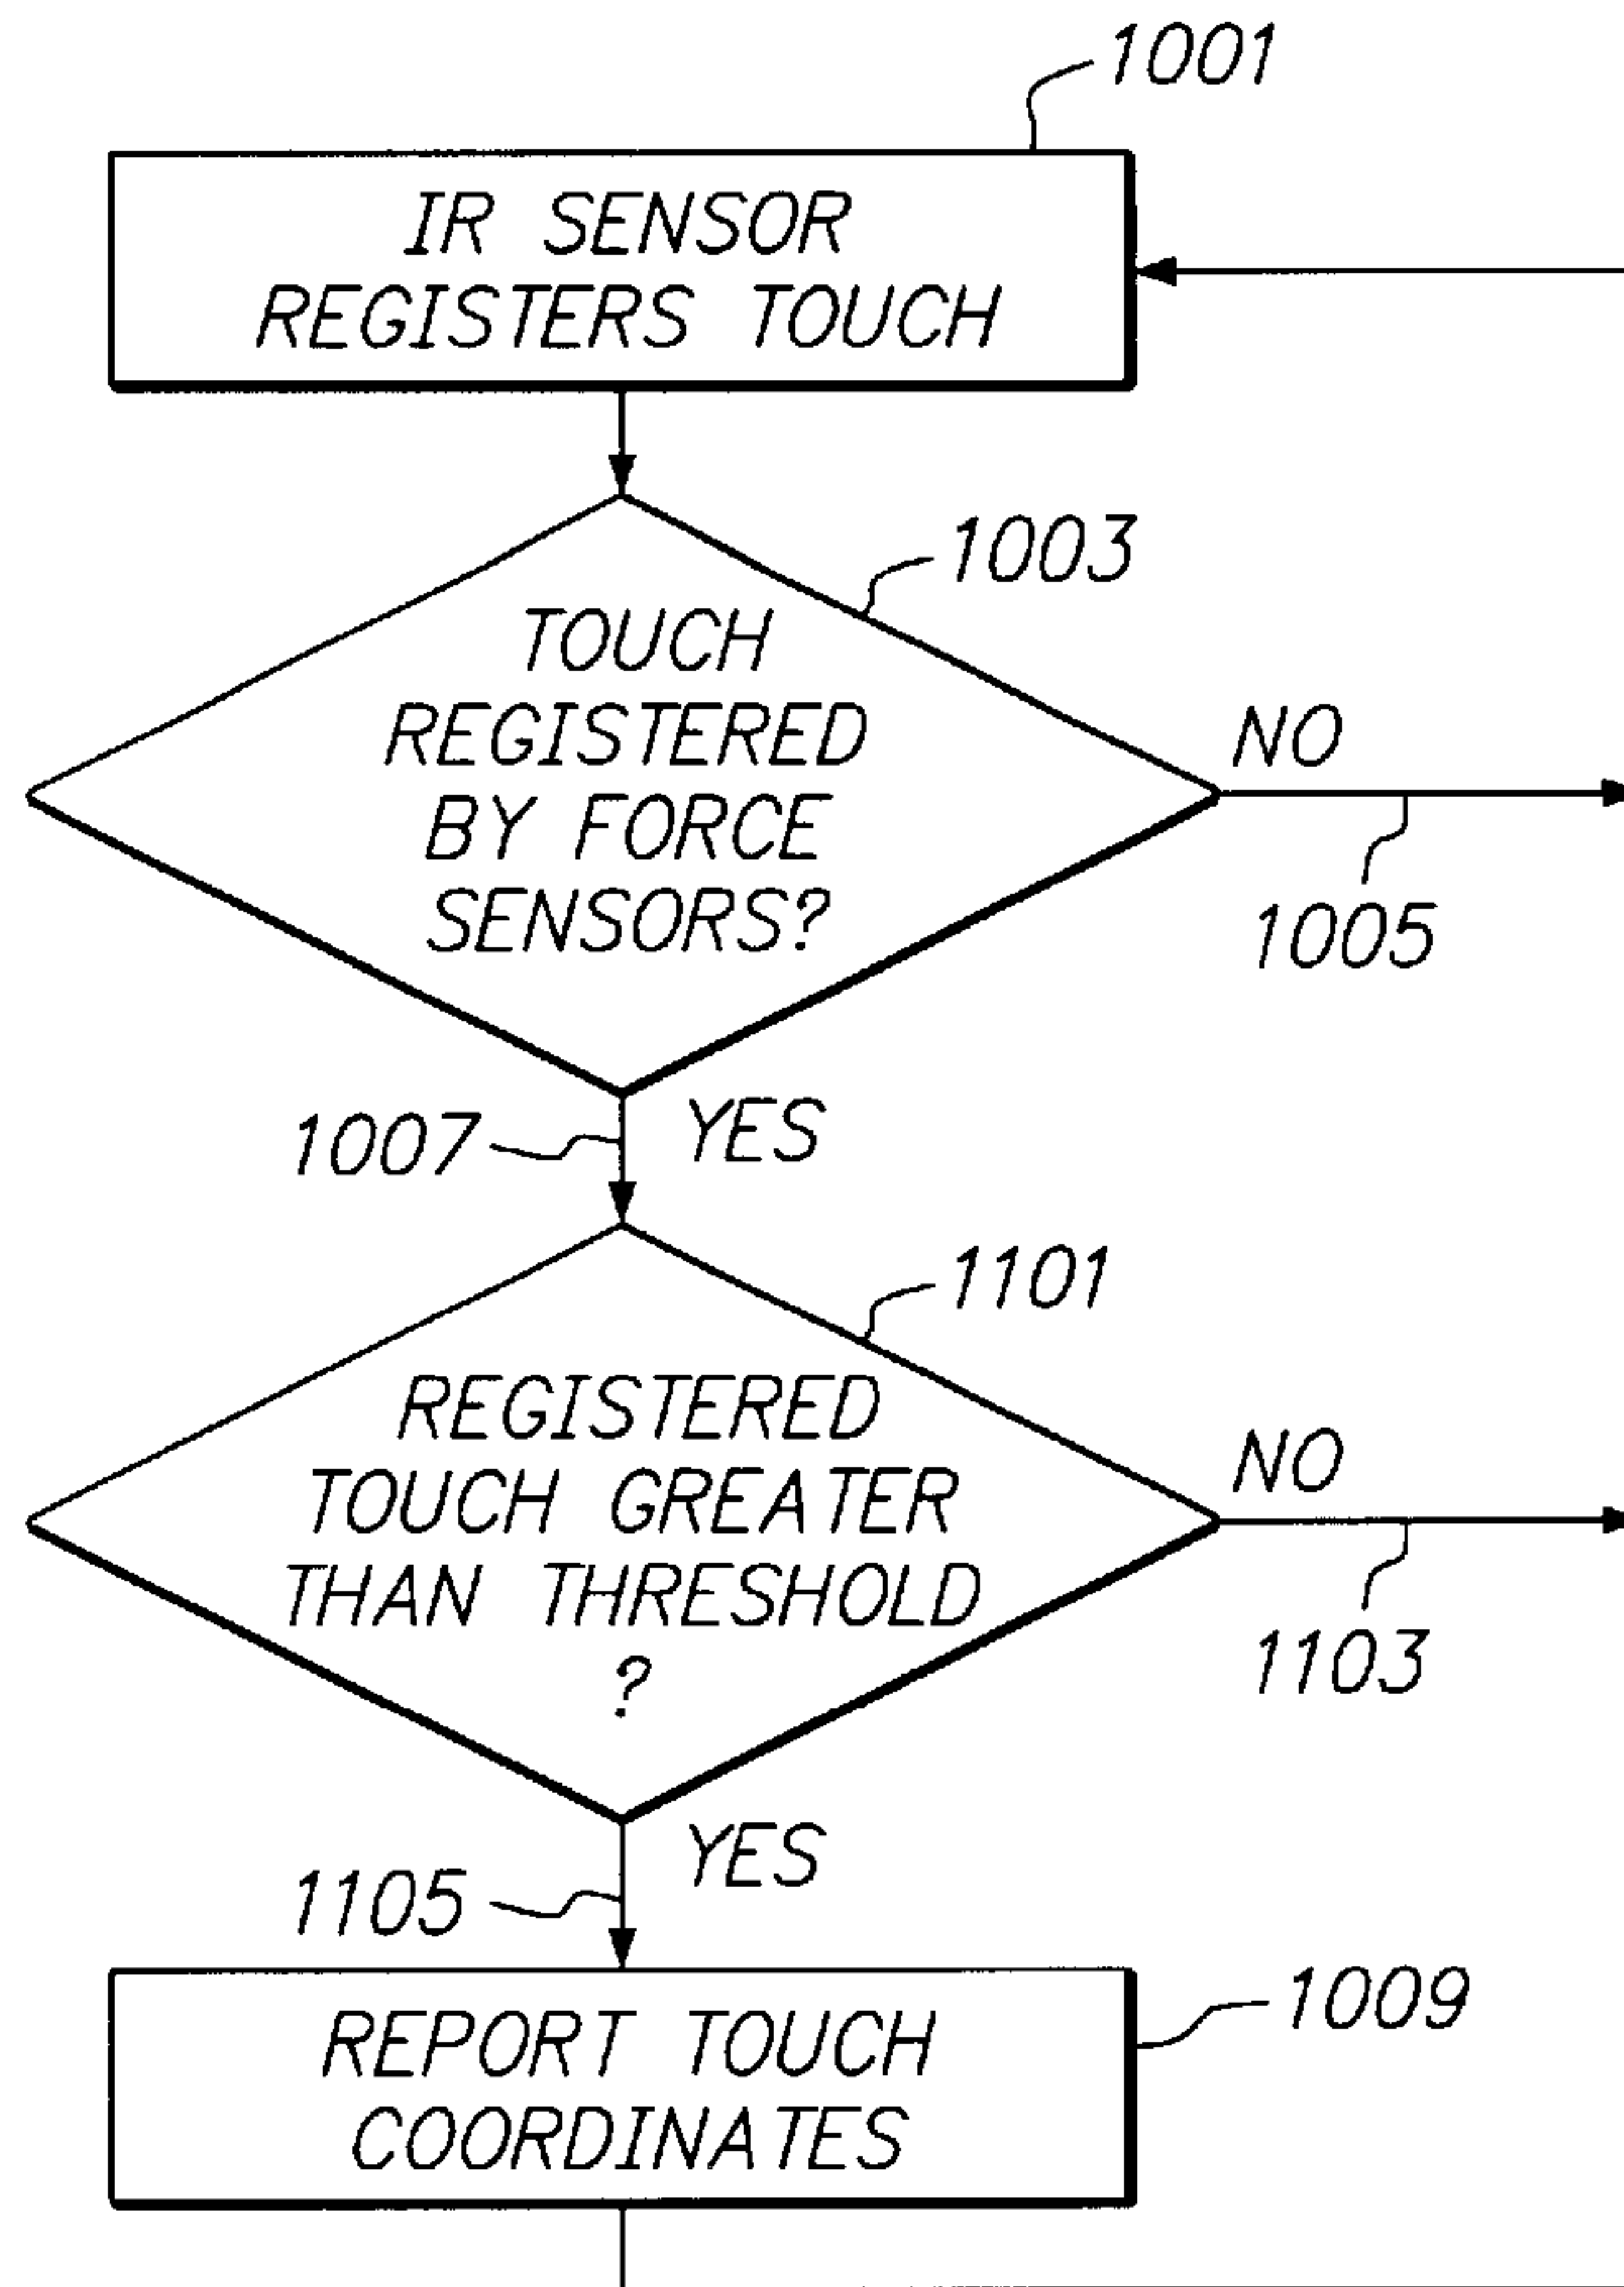 1001
IR SENSOR
REGISTERS TOUCH
1003
TOUCH
REGISTERED
BY FORCE
SENSORS?
NO
1005
1007
YES
1101
REGISTERED
TOUCH GREATER
THAN THRESHOLD
?
NO
1103
YES
1105
1009
REPORT TOUCH
COORDINATES